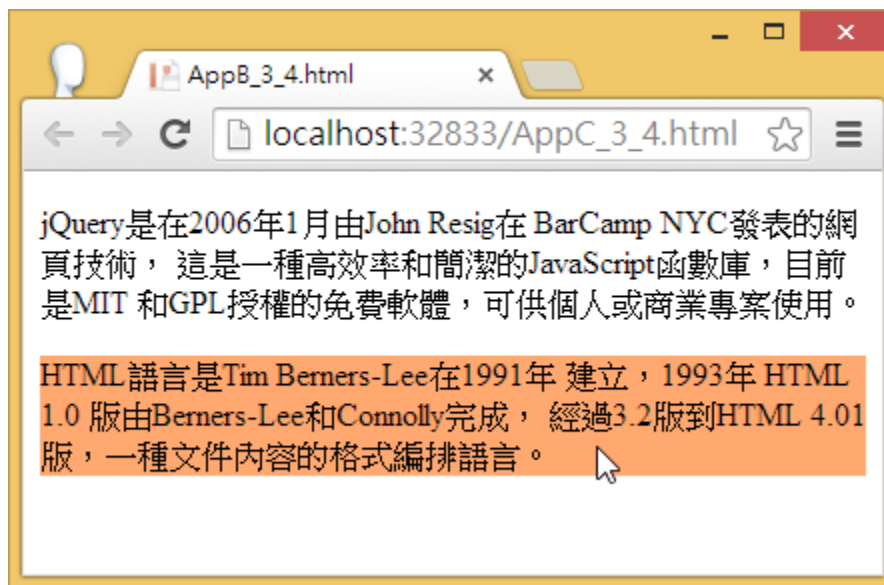 AppB_3_4.html
localhost:32833/AppC_3_4.html
jQuery是在2006年1月由John Resig在 BarCamp NYC發表的網
頁技術， 這是一種高效率和簡潔的JavaScript函數庫，目前
是MIT 和GPL授權的免費軟體，可供個人或商業專案使用。
HTML語言是Tim Berners-Lee在1991年 建立，1993年 HTML
1.0 版由Berners-Lee和Connolly完成， 經過3.2版到HTML 4.01
版，一種文件內容的格式編排語言。